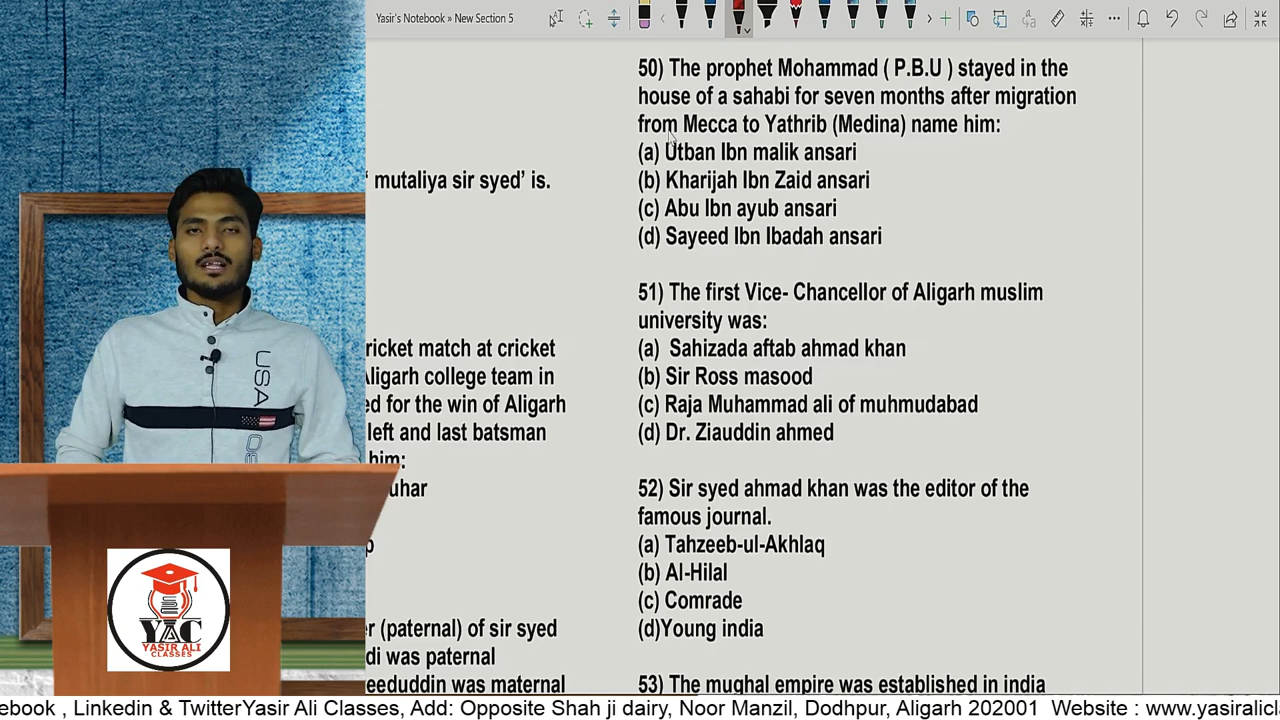 Yasir's Notebook » New Section 5
' mutaliya sir syed' is.
ricket match at cricket
Aligarh college team in
ed for the win of Aligarh
left and last batsman
him:
uhar
p
r (paternal) of sir syed
di was paternal
eeduddin was maternal
50) The prophet Mohammad ( P.B.U ) stayed in the
house of a sahabi for seven months after migration
from Mecca to Yathrib (Medina) name him:
(a) Utban Ibn malik ansari
(b) Kharijah Ibn Zaid ansari
(c) Abu Ibn ayub ansari
(d) Sayeed Ibn Ibadah ansari
51) The first Vice- Chancellor of Aligarh muslim
university was:
(a) Sahizada aftab ahmad khan
(b) Sir Ross masood
(c) Raja Muhammad ali of muhmudabad
(d) Dr. Ziauddin ahmed
52) Sir syed ahmad khan was the editor of the
famous journal.
(a) Tahzeeb-ul-Akhlaq
(b) Al-Hilal
(c) Comrade
(d)Young india
53) The mughal empire was established in india
USA
YAC
YASIR ALI
CLASSES
ebook , Linkedin & TwitterYasir Ali Classes, Add: Opposite Shah ji dairy, Noor Manzil, Dodhpur, Aligarh 202001 Website : www.yasiralicl